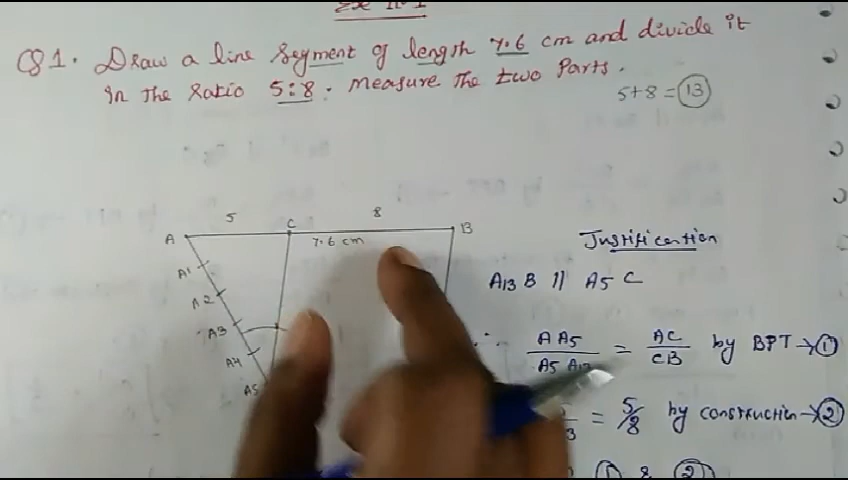 Q1. Draw a line segment of length 7.6 cm and divide it
in the ratio 5:8. Measure the two parts.
5+8 = 13
5
8
A
C
B
7.6 cm
A1
A2
A3
A4
A5
Justification
A13 B || A5 C
∴ AA5/A5 A13 = AC/CB by BPT → 1
= 5/8 by construction → 2
1 & 2